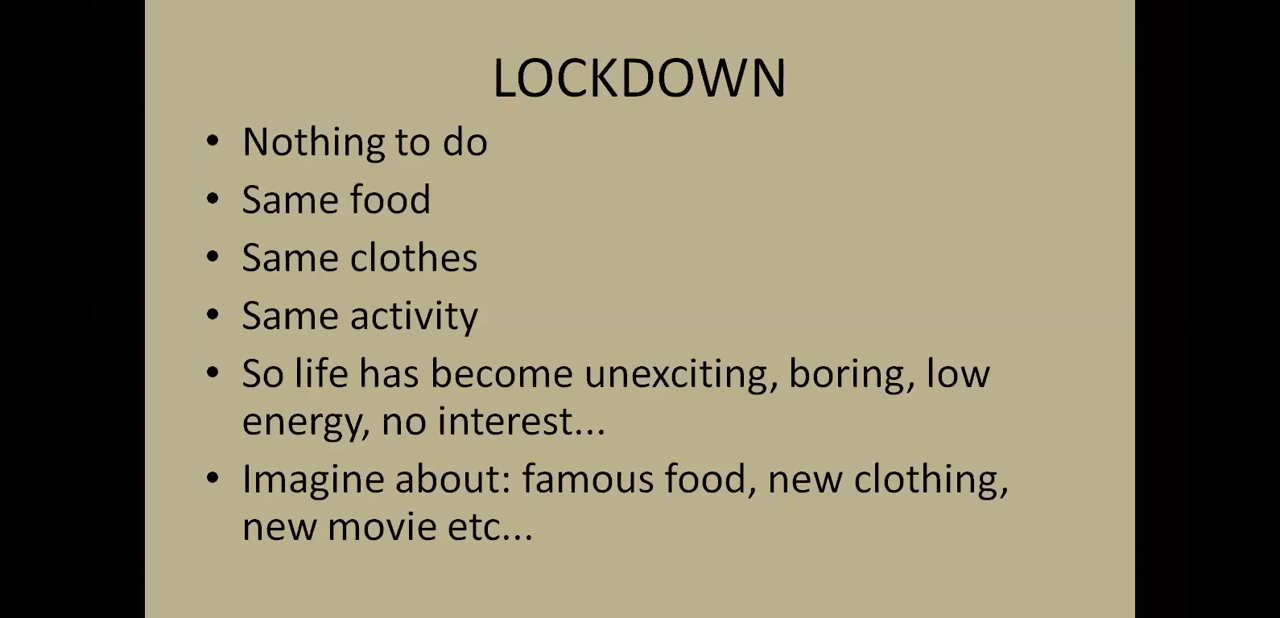 LOCKDOWN
• Nothing to do
• Same food
• Same clothes
• Same activity
• So life has become unexciting, boring, low
energy, no interest...
• Imagine about: famous food, new clothing,
new movie etc...